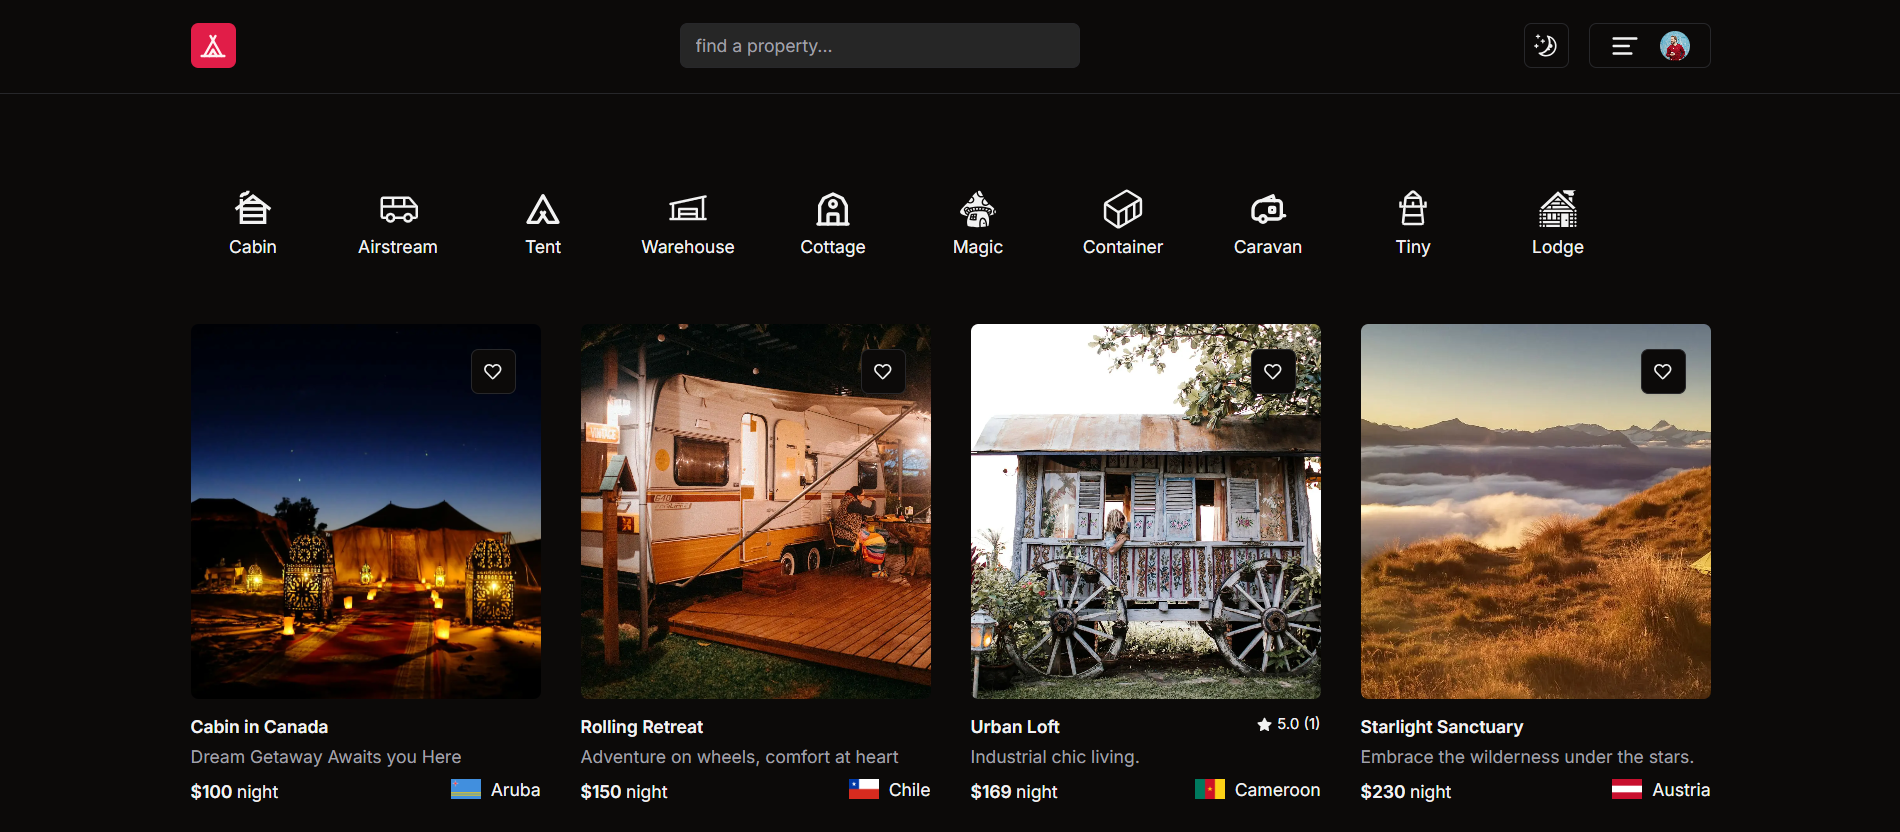 find a property...
Cabin
Airstream
Tent
Warehouse
Cottage
Magic
Container
Caravan
Tiny
Lodge
VINTAGE
Cabin in Canada
Dream Getaway Awaits you Here
$100 night
Aruba
Rolling Retreat
Adventure on wheels, comfort at heart
$150 night
Chile
Urban Loft
5.0 (1)
Industrial chic living.
$169 night
Cameroon
Starlight Sanctuary
Embrace the wilderness under the stars.
$230 night
Austria